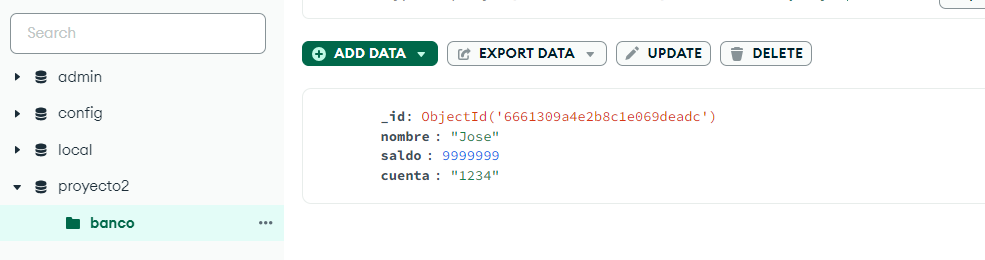 Search
admin
config
local
proyecto2
banco
ADD DATA
EXPORT DATA
UPDATE
DELETE
_id: ObjectId('6661309a4e2b8c1e069deadc')
nombre : "Jose"
saldo : 9999999
cuenta : "1234"